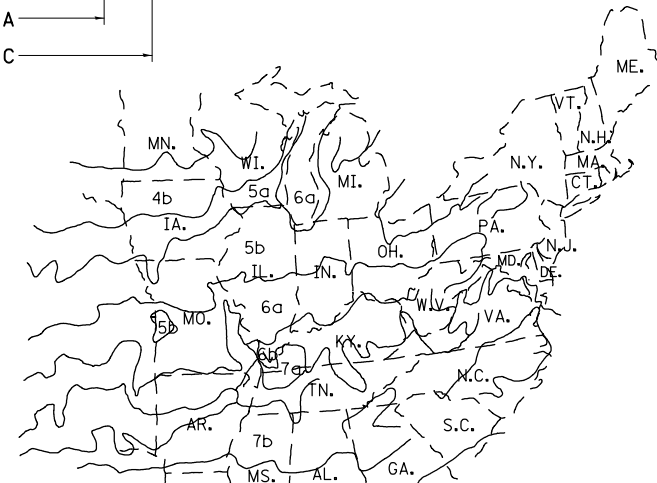 A
C
ME.
VT.
N.H.
MN.
WI.
N.Y.
MA.
CT.
MI.
4b
5a
6a
IA.
PA.
5b
OH.
N.J.
IL.
IN.
MD.
DE.
6a
W.V.
5b
MO.
VA.
KY.
6b
7a
TN.
N.C.
AR.
S.C.
7b
MS.
AL.
GA.